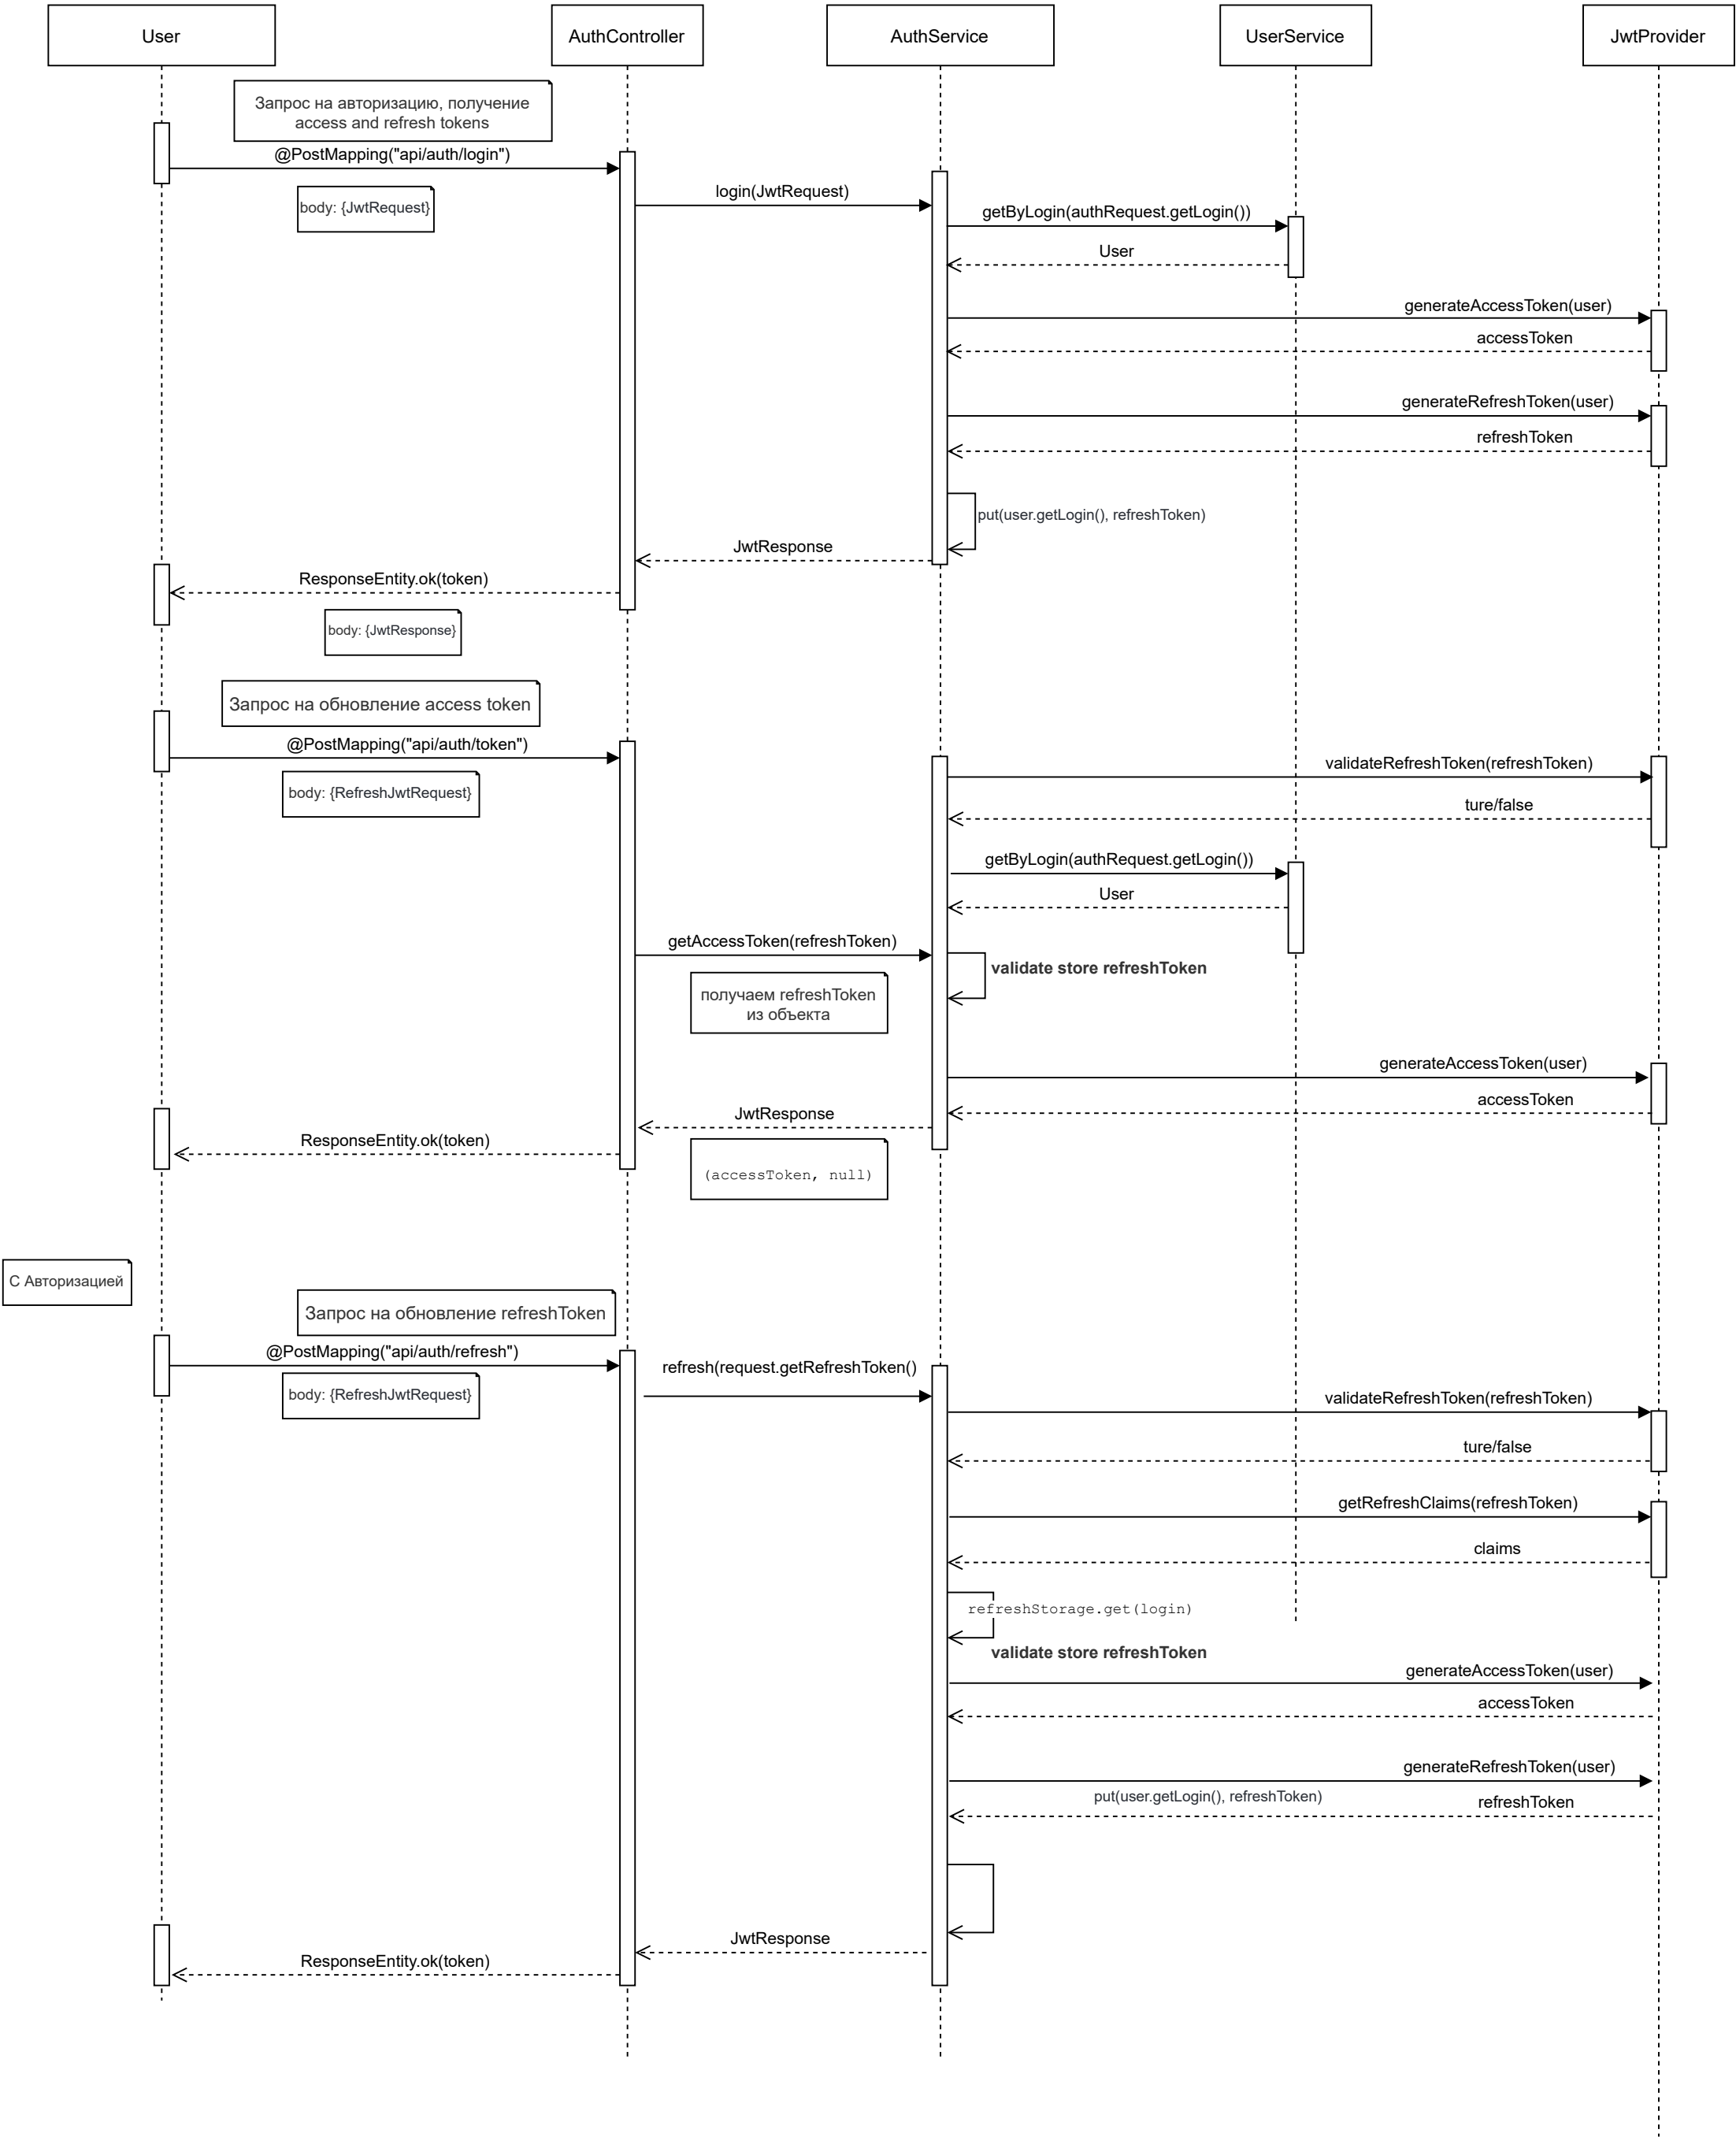 User
AuthController
AuthService
UserService
JwtProvider
Запрос на авторизацию, получение
access and refresh tokens
@PostMapping("api/auth/login")
body: {JwtRequest}
login(JwtRequest)
getByLogin(authRequest.getLogin())
User
generateAccessToken(user)
accessToken
generateRefreshToken(user)
refreshToken
put(user.getLogin(), refreshToken)
JwtResponse
ResponseEntity.ok(token)
body: {JwtResponse}
Запрос на обновление access token
@PostMapping("api/auth/token")
body: {RefreshJwtRequest}
validateRefreshToken(refreshToken)
ture/false
getByLogin(authRequest.getLogin())
User
getAccessToken(refreshToken)
validate store refreshToken
получаем refreshToken
из объекта
generateAccessToken(user)
accessToken
JwtResponse
ResponseEntity.ok(token)
(accessToken, null)
С Авторизацией
Запрос на обновление refreshToken
@PostMapping("api/auth/refresh")
body: {RefreshJwtRequest}
refresh(request.getRefreshToken()
validateRefreshToken(refreshToken)
ture/false
getRefreshClaims(refreshToken)
claims
refreshStorage.get(login)
validate store refreshToken
generateAccessToken(user)
accessToken
generateRefreshToken(user)
put(user.getLogin(), refreshToken)
refreshToken
JwtResponse
ResponseEntity.ok(token)